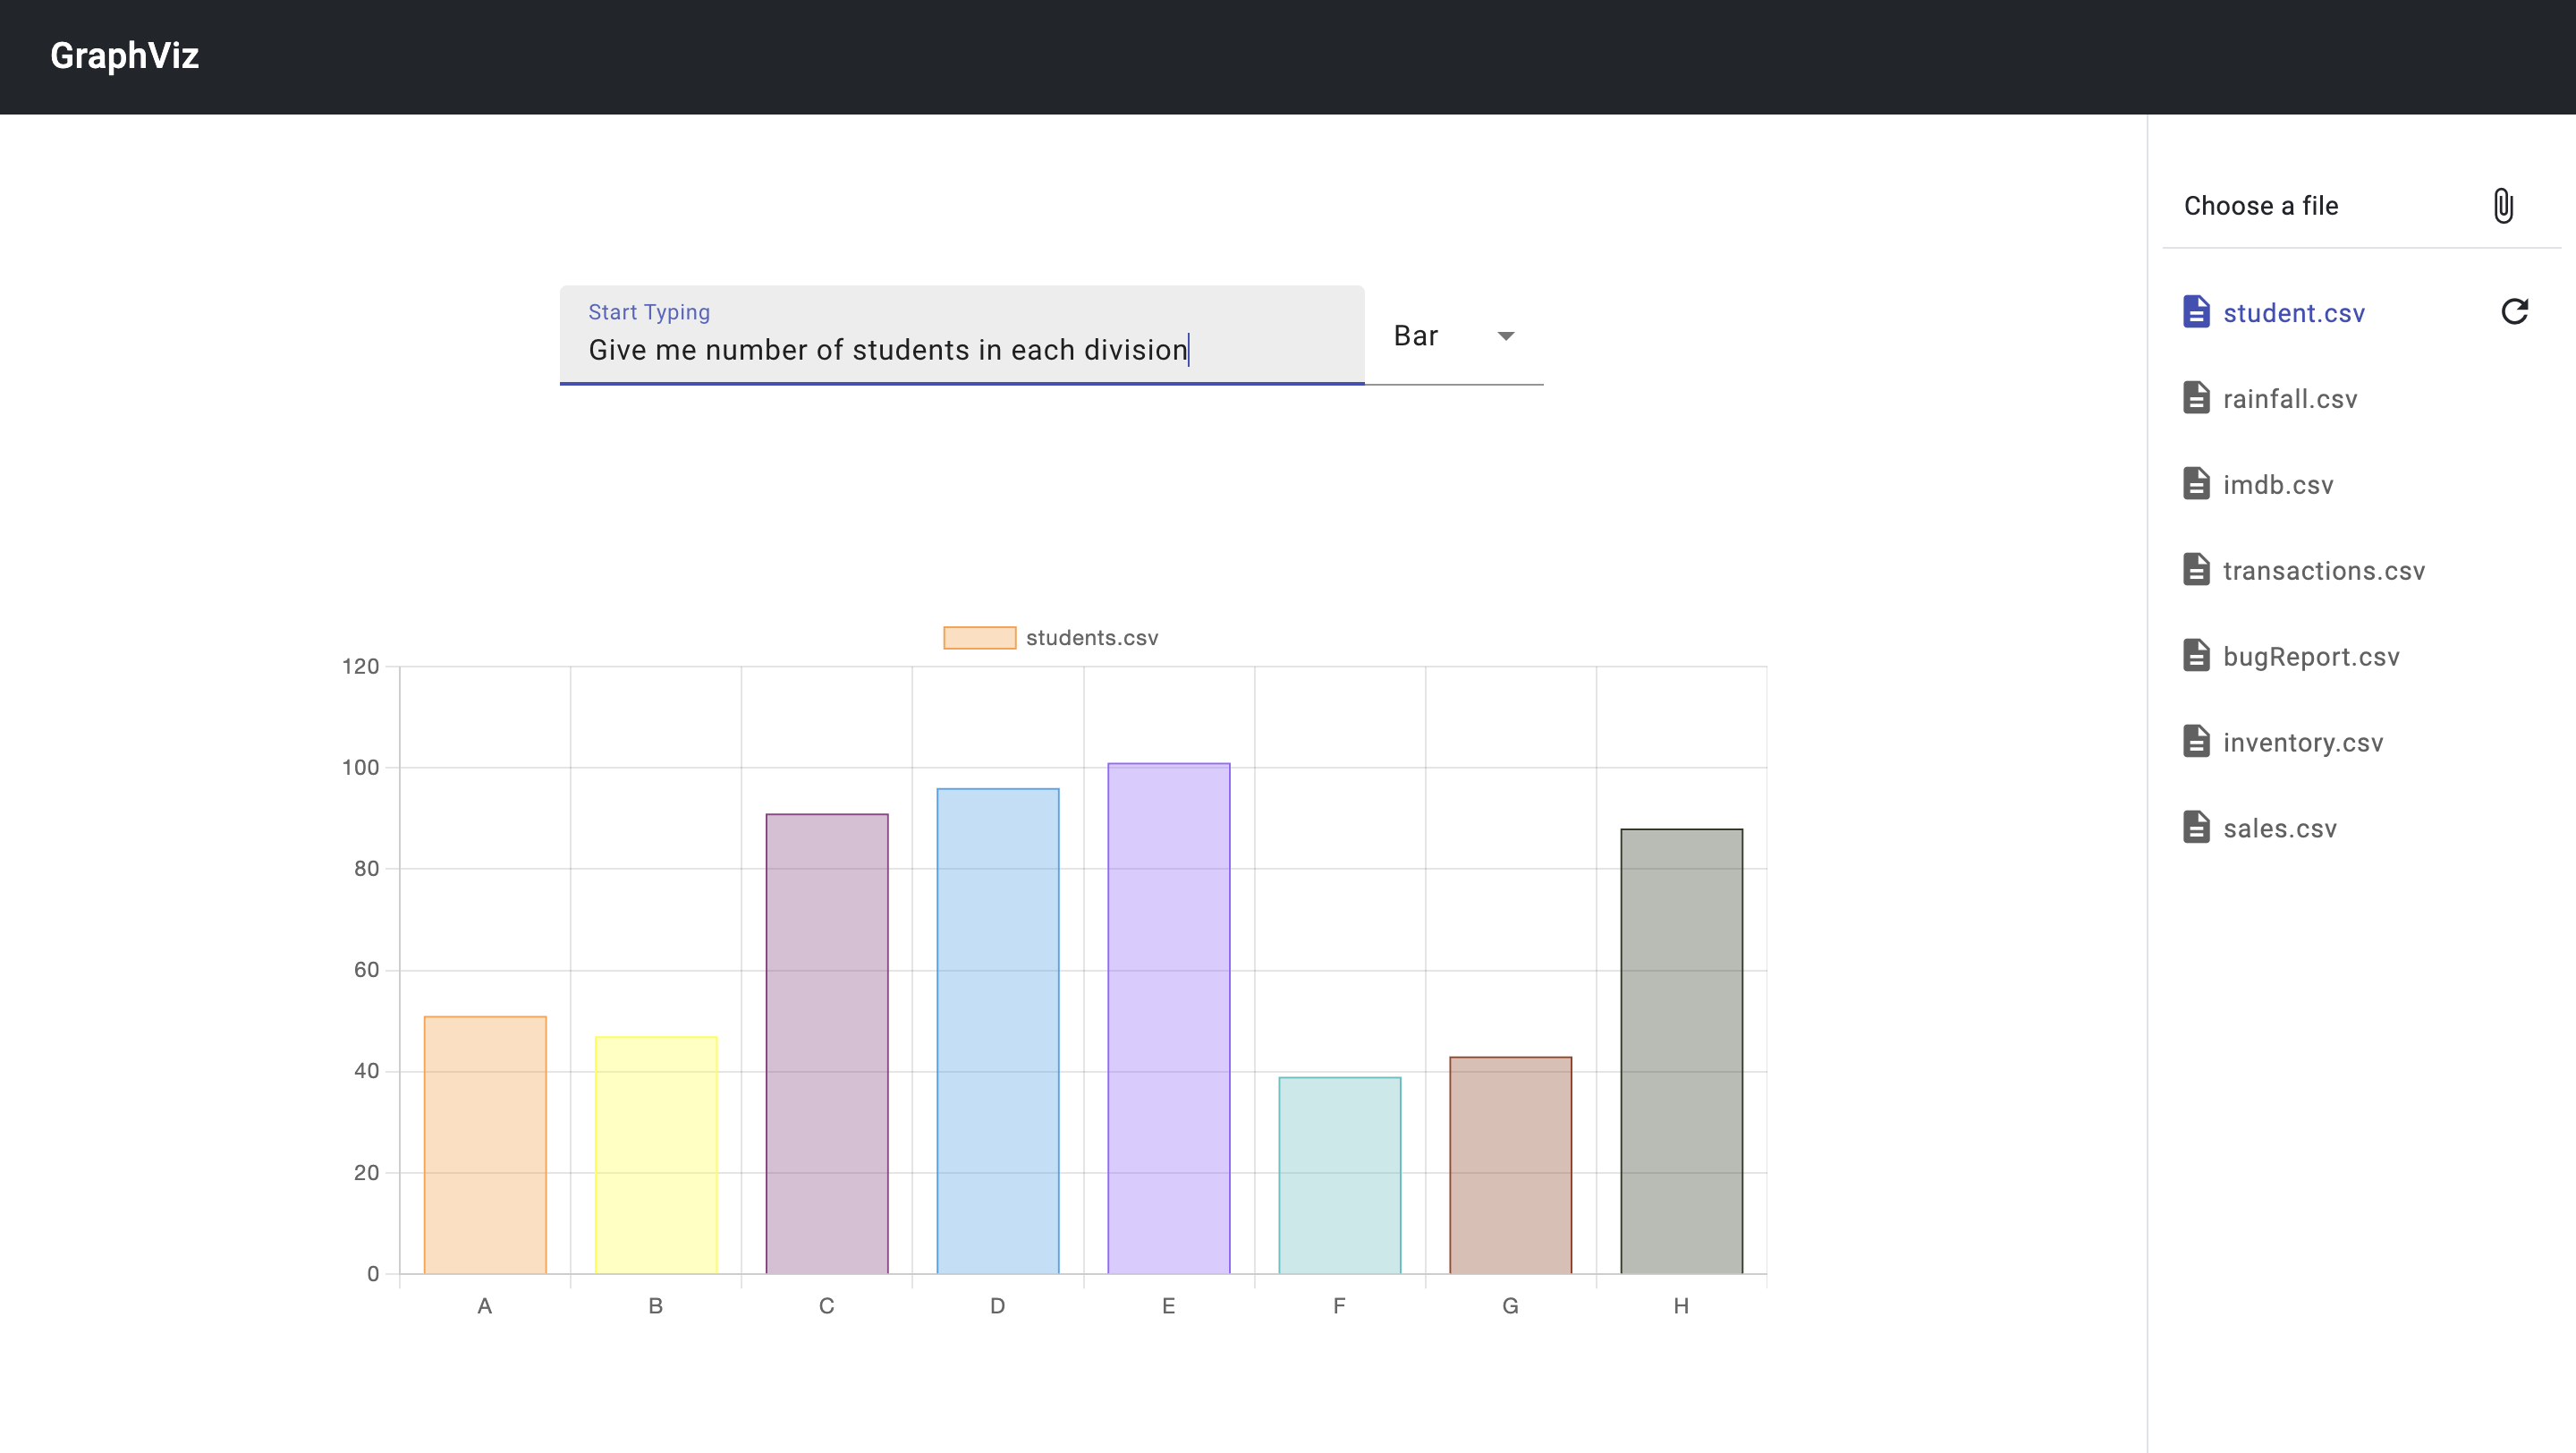 GraphViz
Start Typing
Give me number of students in each division
Bar
students.csv
120
100
80
60
40
20
0
A B C D E F G H
Choose a file
student.csv
rainfall.csv
imdb.csv
transactions.csv
bugReport.csv
inventory.csv
sales.csv